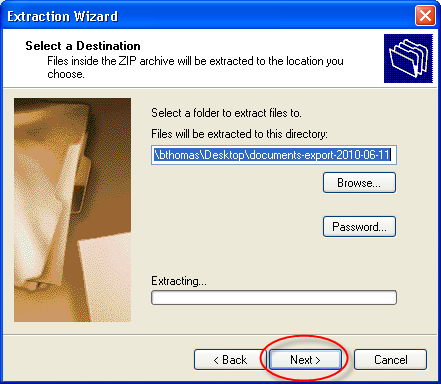 Extraction Wizard
Select a Destination
Files inside the ZIP archive will be extracted to the location you
choose.
Select a folder to extract files to.
Files will be extracted to this directory:
\bthomas\Desktop\documents-export-2010-06-11
Browse...
Password...
Extracting...
< Back
Next >
Cancel